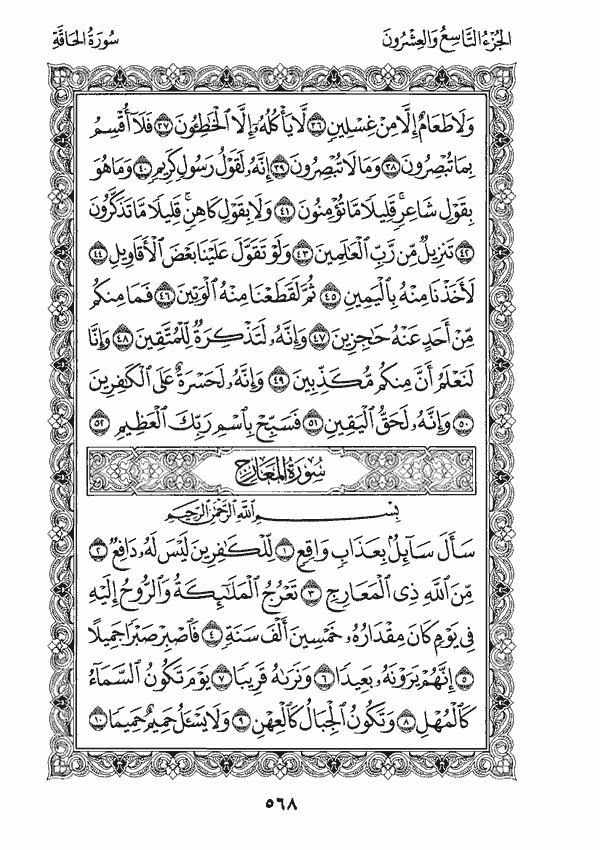 الجُزْءُ التَّاسِعُ وَالعِشْرُونَ
سُورَةُ الحَاقَّةِ
وَلَا طَعَامٌ إِلَّا مِنْ غِسْلِينٍ ٣٦ لَّا يَأْكُلُهُۥٓ إِلَّا ٱلْخَٰطِـُٔونَ ٣٧ فَلَآ أُقْسِمُ
بِمَا تُبْصِرُونَ ٣٨ وَمَا لَا تُبْصِرُونَ ٣٩ إِنَّهُۥ لَقَوْلُ رَسُولٍ كَرِيمٍ ٤٠ وَمَا هُوَ
بِقَوْلِ شَاعِرٍ ۚ قَلِيلًا مَّا تُؤْمِنُونَ ٤١ وَلَا بِقَوْلِ كَاهِنٍ ۚ قَلِيلًا مَّا تَذَكَّرُونَ
٤٢ تَنزِيلٌ مِّن رَّبِّ ٱلْعَٰلَمِينَ ٤٣ وَلَوْ تَقَوَّلَ عَلَيْنَا بَعْضَ ٱلْأَقَاوِيلِ ٤٤
لَأَخَذْنَا مِنْهُ بِٱلْيَمِينِ ٤٥ ثُمَّ لَقَطَعْنَا مِنْهُ ٱلْوَتِينَ ٤٦ فَمَا مِنكُم
مِّنْ أَحَدٍ عَنْهُ حَٰجِزِينَ ٤٧ وَإِنَّهُۥ لَتَذْكِرَةٌ لِّلْمُتَّقِينَ ٤٨ وَإِنَّا
لَنَعْلَمُ أَنَّ مِنكُم مُّكَذِّبِينَ ٤٩ وَإِنَّهُۥ لَحَسْرَةٌ عَلَى ٱلْكَٰفِرِينَ
٥٠ وَإِنَّهُۥ لَحَقُّ ٱلْيَقِينِ ٥١ فَسَبِّحْ بِٱسْمِ رَبِّكَ ٱلْعَظِيمِ ٥٢
سُورَةُ المَعَارِجِ
بِسْمِ ٱللَّهِ ٱلرَّحْمَٰنِ ٱلرَّحِيمِ
سَأَلَ سَآئِلٌۢ بِعَذَابٍ وَاقِعٍ ١ لِّلْكَٰفِرِينَ لَيْسَ لَهُۥ دَافِعٌ ٢
مِّنَ ٱللَّهِ ذِى ٱلْمَعَارِجِ ٣ تَعْرُجُ ٱلْمَلَٰٓئِكَةُ وَٱلرُّوحُ إِلَيْهِ
فِى يَوْمٍ كَانَ مِقْدَارُهُۥ خَمْسِينَ أَلْفَ سَنَةٍ ٤ فَٱصْبِرْ صَبْرًا جَمِيلًا
٥ إِنَّهُمْ يَرَوْنَهُۥ بَعِيدًا ٦ وَنَرَىٰهُ قَرِيبًا ٧ يَوْمَ تَكُونُ ٱلسَّمَآءُ
كَٱلْمُهْلِ ٨ وَتَكُونُ ٱلْجِبَالُ كَٱلْعِهْنِ ٩ وَلَا يَسْـَٔلُ حَمِيمٌ حَمِيمًا ١٠
٥٦٨